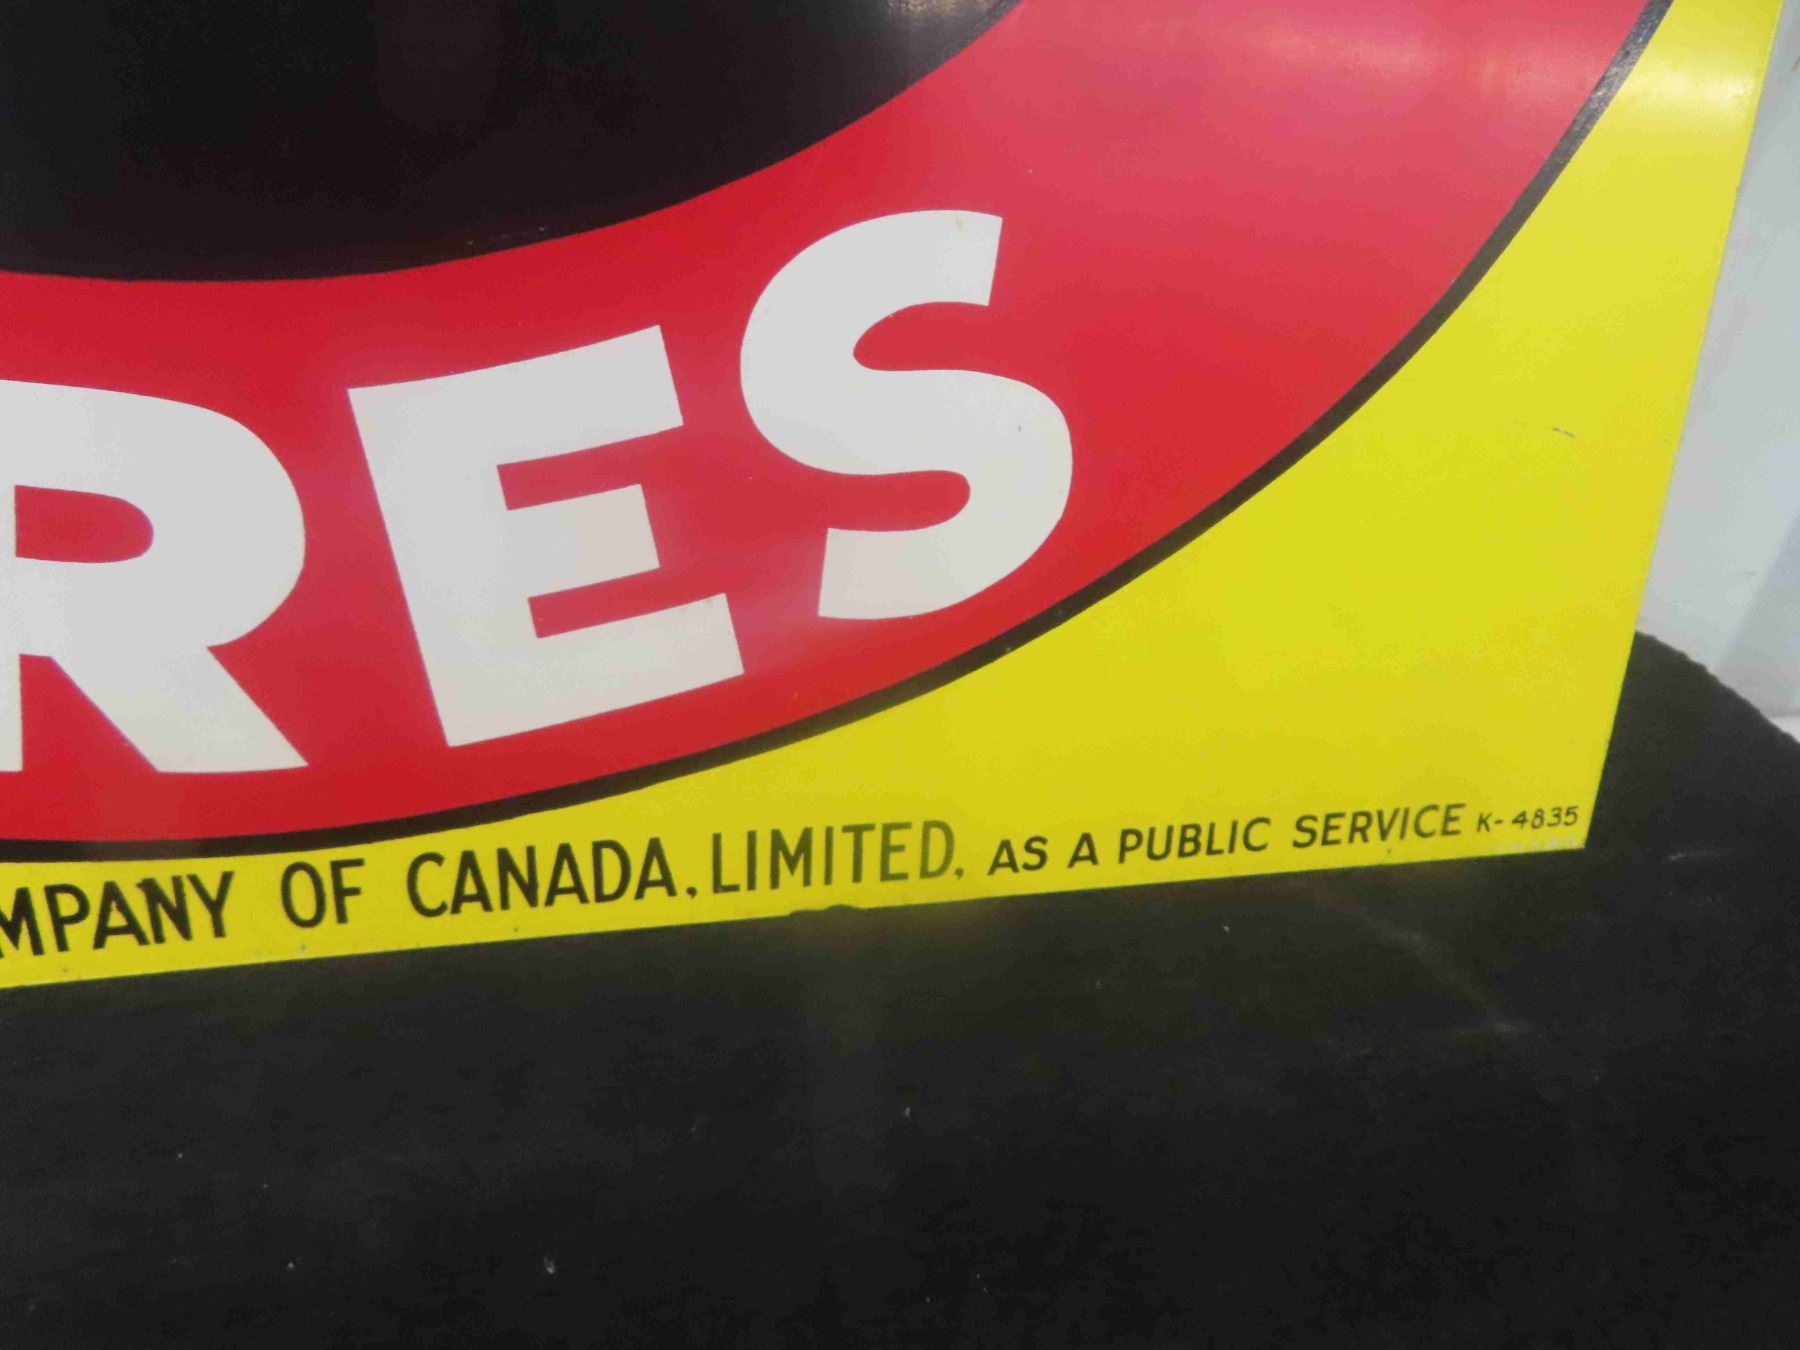 RES
MPANY OF CANADA, LIMITED, AS A PUBLIC SERVICE K-4835